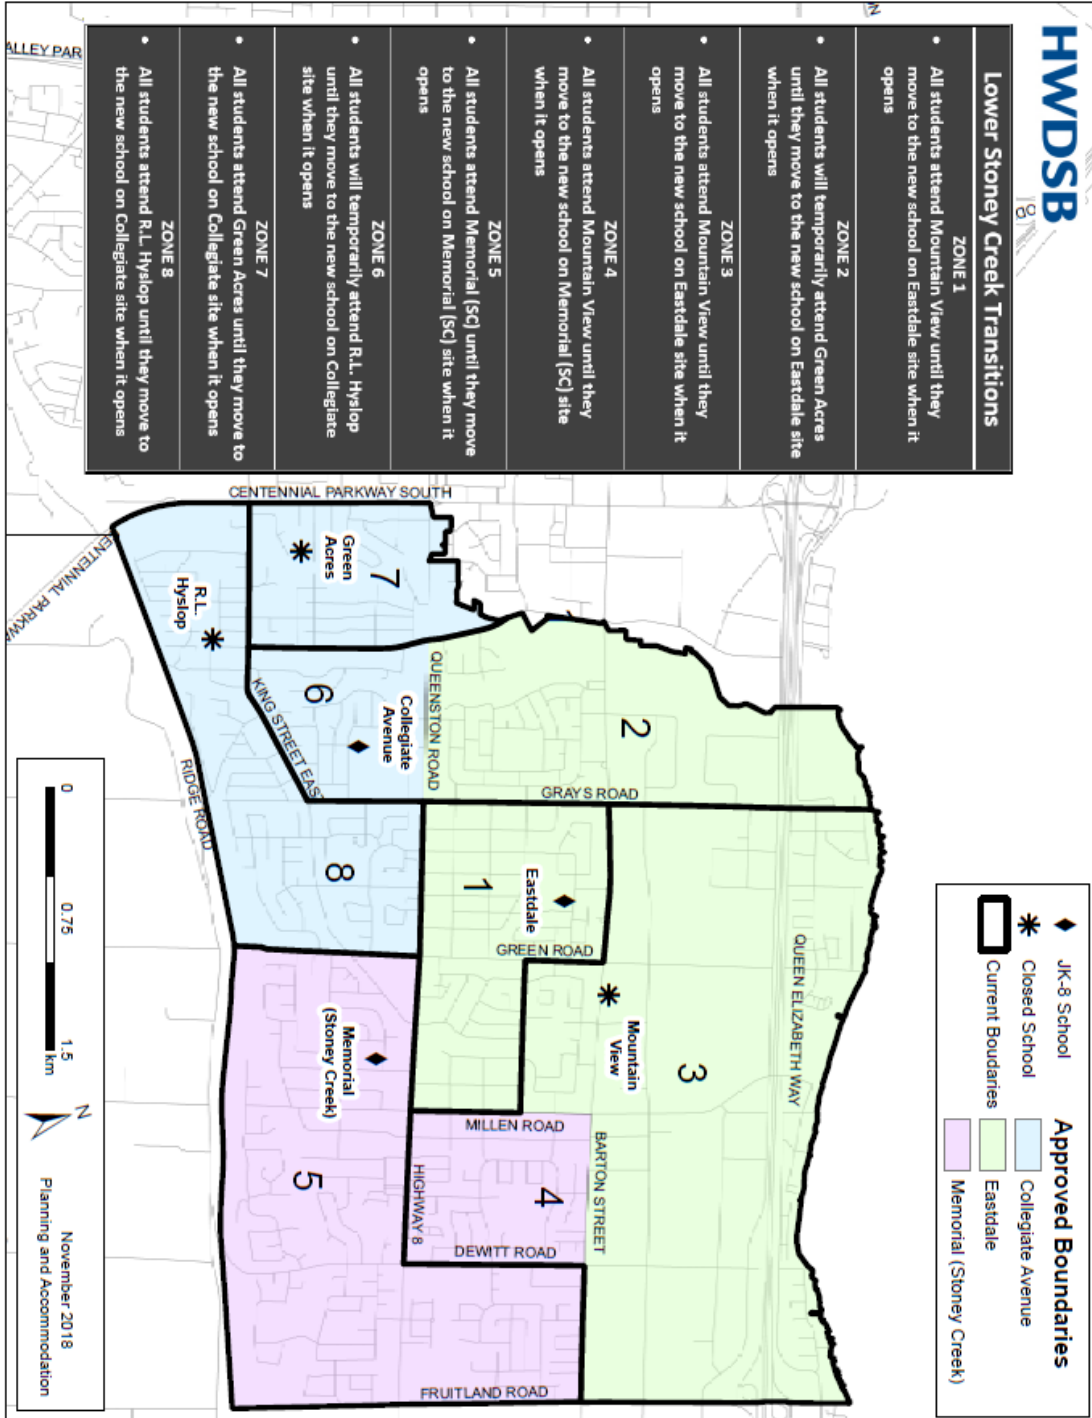 HWDSB
Lower Stoney Creek Transitions
ZONE 1
• All students attend Mountain View until they
move to the new school on Eastdale site when it
opens
ZONE 2
• All students will temporarily attend Green Acres
until they move to the new school on Eastdale site
when it opens
ZONE 3
• All students attend Mountain View until they
move to the new school on Eastdale site when it
opens
ZONE 4
• All students attend Mountain View until they
move to the new school on Memorial (SC) site
when it opens
ZONE 5
• All students attend Memorial (SC) until they move
to the new school on Memorial (SC) site when it
opens
ZONE 6
• All students will temporarily attend R.L. Hyslop
until they move to the new school on Collegiate
site when it opens
ZONE 7
• All students attend Green Acres until they move to
the new school on Collegiate site when it opens
ZONE 8
• All students attend R.L. Hyslop until they move to
the new school on Collegiate site when it opens
JK-8 School
Closed School
Current Boudaries
Approved Boundaries
Collegiate Avenue
Eastdale
Memorial (Stoney Creek)
QUEEN ELIZABETH WAY
2
3
GRAYS ROAD
Mountain
View
BARTON STREET
Eastdale
GREEN ROAD
1
MILLEN ROAD
4
DEWITT ROAD
QUEENSTON ROAD
HIGHWAY 8
FRUITLAND ROAD
CENTENNIAL PARKWAY SOUTH
7
Green
Acres
Collegiate
Avenue
6
8
Memorial
(Stoney Creek)
5
KING STREET EAST
R.L.
Hyslop
RIDGE ROAD
ENTENNIAL PARKWA
ALLEY PAR
0 0.75 1.5
km
N
November 2018
Planning and Accommodation